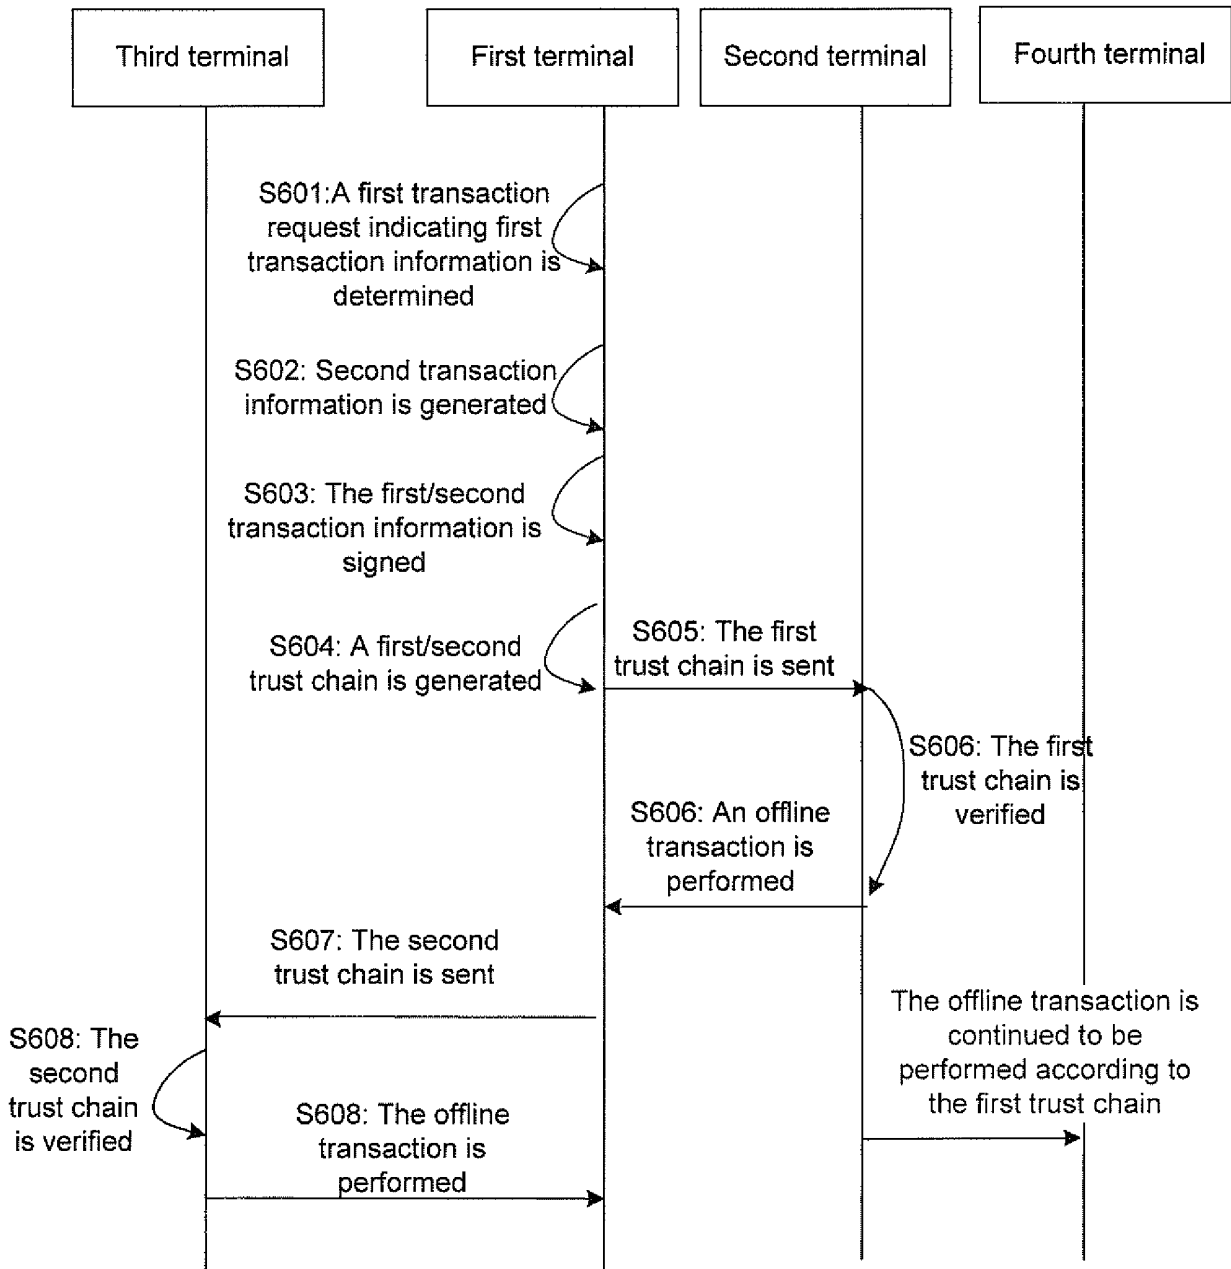 Third terminal
First terminal
Second terminal
Fourth terminal
S601:A first transaction
request indicating first
transaction information is
determined
S602: Second transaction
information is generated
S603: The first/second
transaction information is
signed
S604: A first/second
trust chain is generated
S605: The first
trust chain is sent
S606: The first
trust chain is
verified
S606: An offline
transaction is
performed
S607: The second
trust chain is sent
The offline transaction is
continued to be
performed according to
the first trust chain
S608: The
second
trust chain
is verified
S608: The offline
transaction is
performed